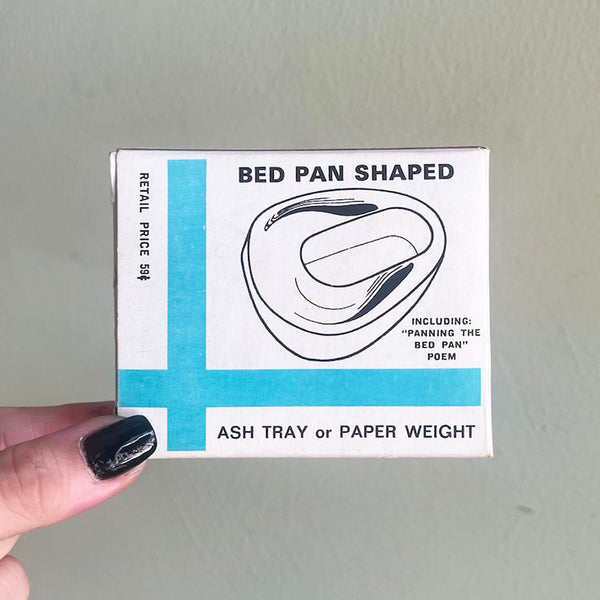 BED PAN SHAPED
RETAIL PRICE 59¢
INCLUDING:
"PANNING THE
BED PAN"
POEM
ASH TRAY or PAPER WEIGHT